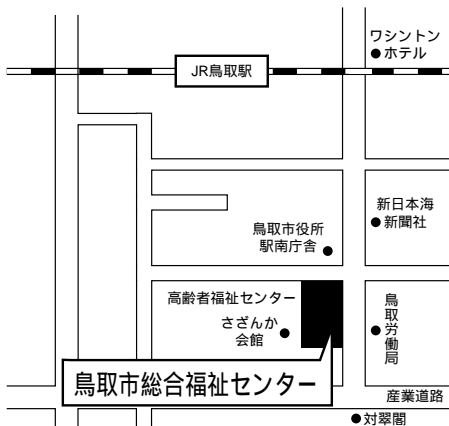 ワシントン
ホテル
JR鳥取駅
新日本海
新聞社
鳥取市役所
駅南庁舎
高齢者福祉センター
さざんか
会館
鳥取労働局
鳥取市総合福祉センター
産業道路
対翠閣